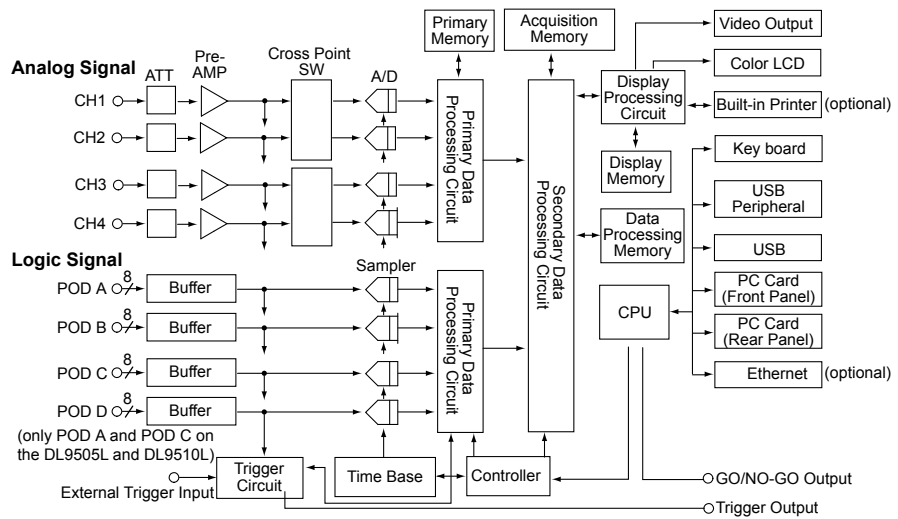 Primary
Memory
Acquisition
Memory
Video Output
Color LCD
Built-in Printer (optional)
Display
Processing
Circuit
Display
Memory
Analog Signal
ATT
Pre-
AMP
Cross Point
SW
A/D
CH1
CH2
CH3
CH4
Primary Data
Processing Circuit
Secondary Data
Processing Circuit
Data
Processing
Memory
Key board
USB
Peripheral
USB
PC Card
(Front Panel)
PC Card
(Rear Panel)
Ethernet (optional)
CPU
Logic Signal
Sampler
POD A 8 Buffer
POD B 8 Buffer
POD C 8 Buffer
POD D 8 Buffer
Primary Data
Processing Circuit
(only POD A and POD C on
the DL9505L and DL9510L)
External Trigger Input
Trigger
Circuit
Time Base
Controller
GO/NO-GO Output
Trigger Output